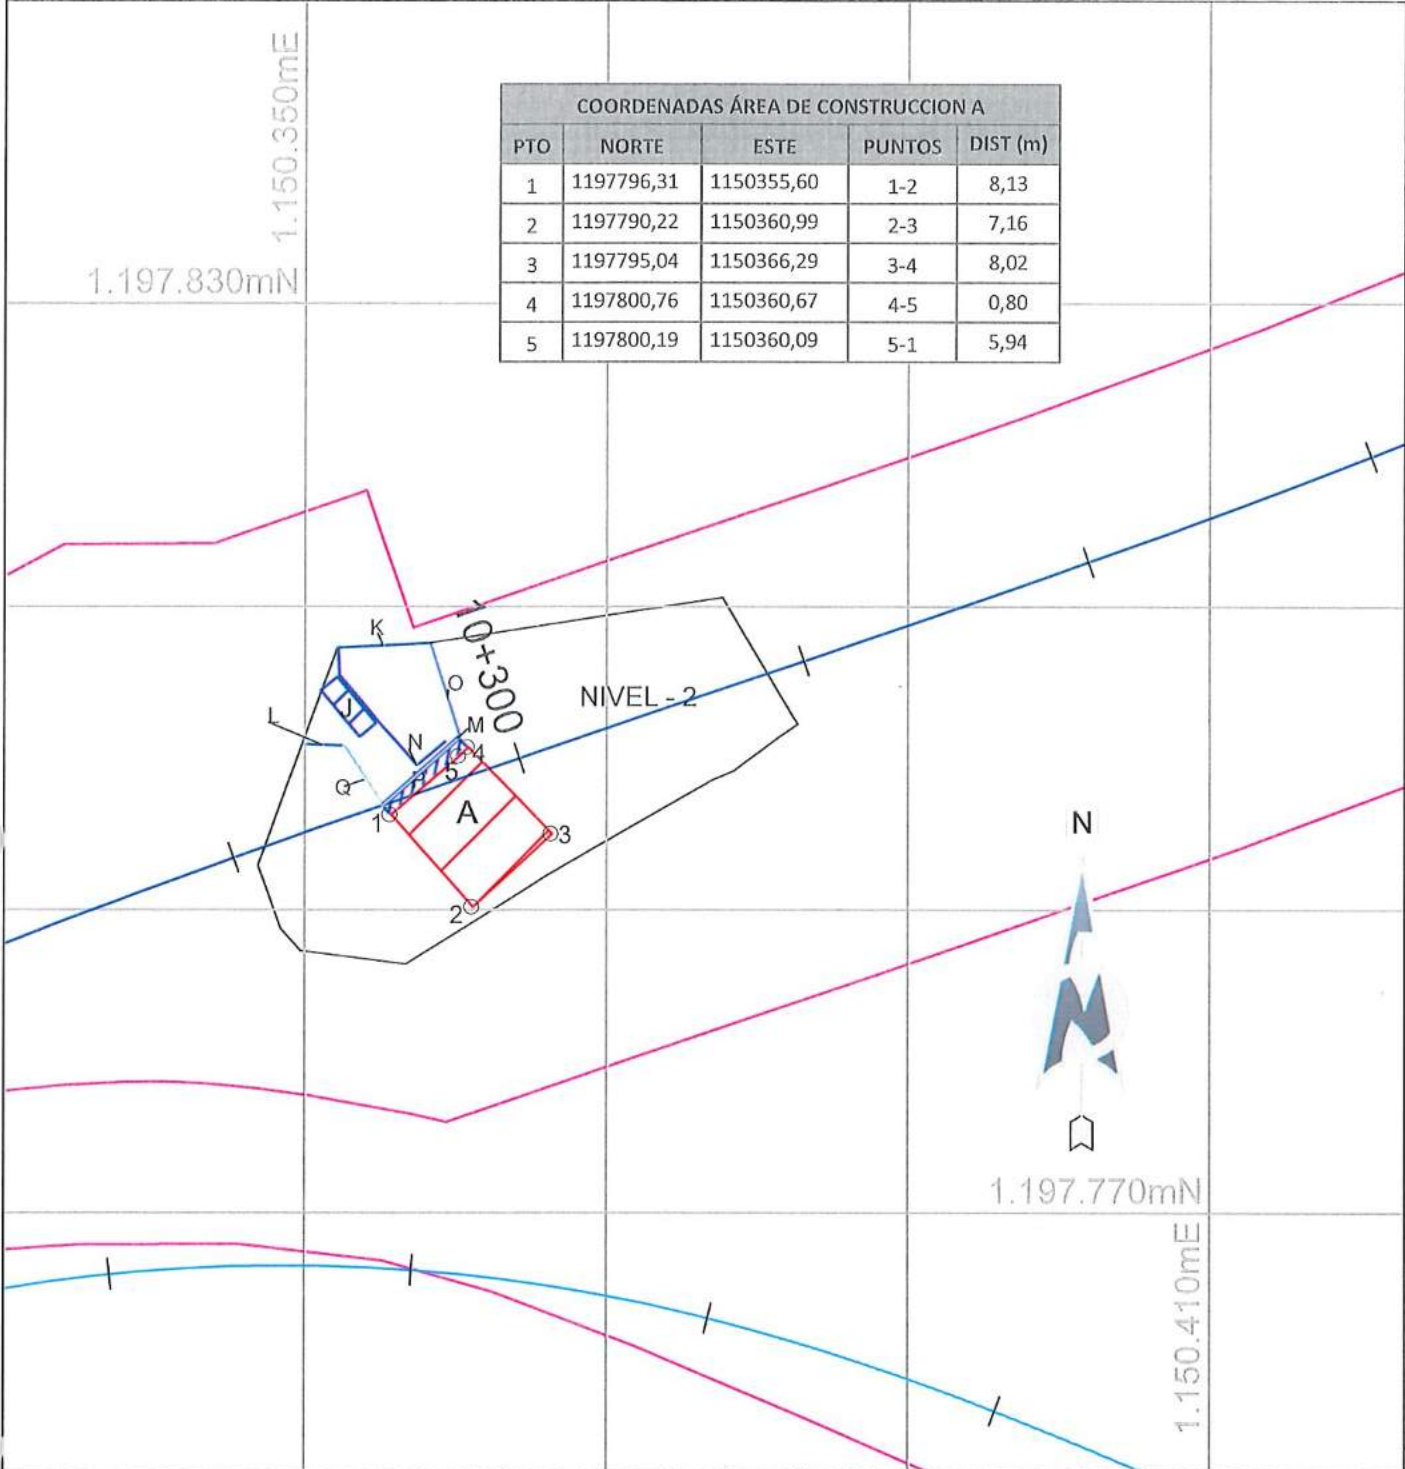 1.150.350mE
1.197.830mN
COORDENADAS ÁREA DE CONSTRUCCION A
PTO NORTE ESTE PUNTOS DIST (m)
1 1197796,31 1150355,60 1-2 8,13
2 1197790,22 1150360,99 2-3 7,16
3 1197795,04 1150366,29 3-4 8,02
4 1197800,76 1150360,67 4-5 0,80
5 1197800,19 1150360,09 5-1 5,94
K
10+300
O
NIVEL - 2
J
L
M
N
4
5
Q
A
1
3
2
N
1.197.770mN
1.150.410mE